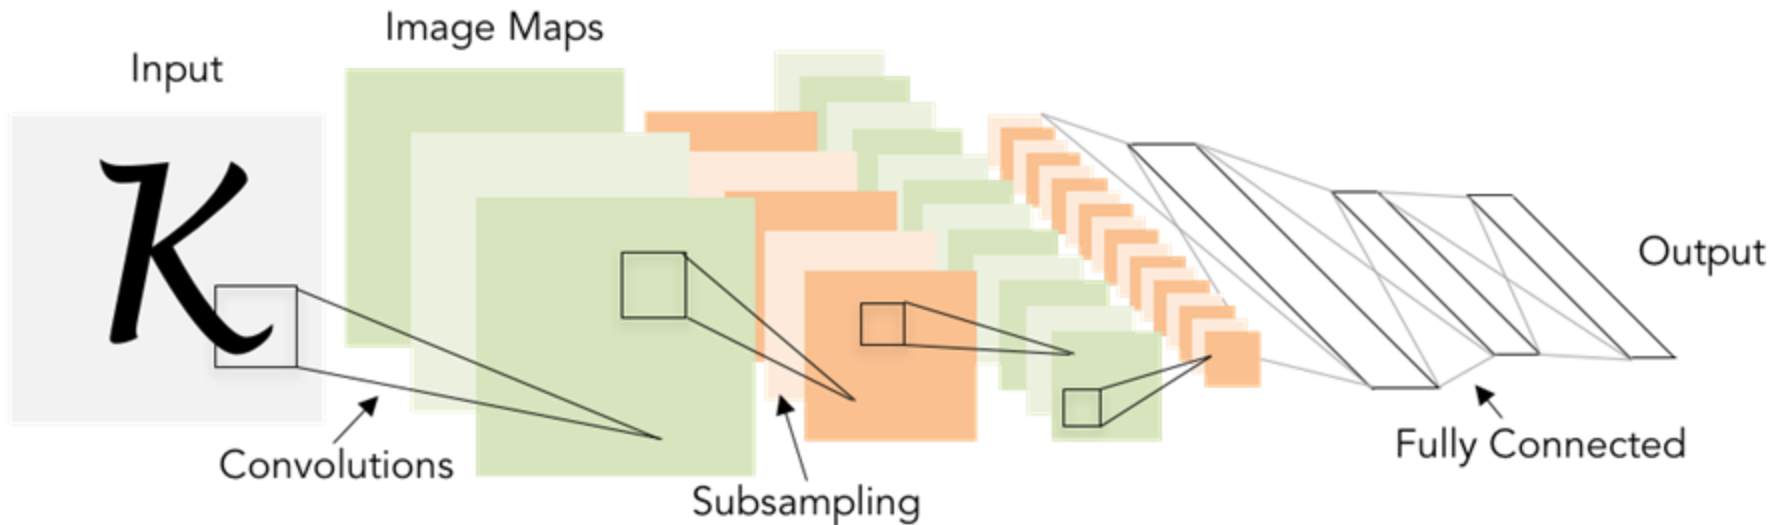 Image Maps
Input
K
Output
Convolutions
Fully Connected
Subsampling